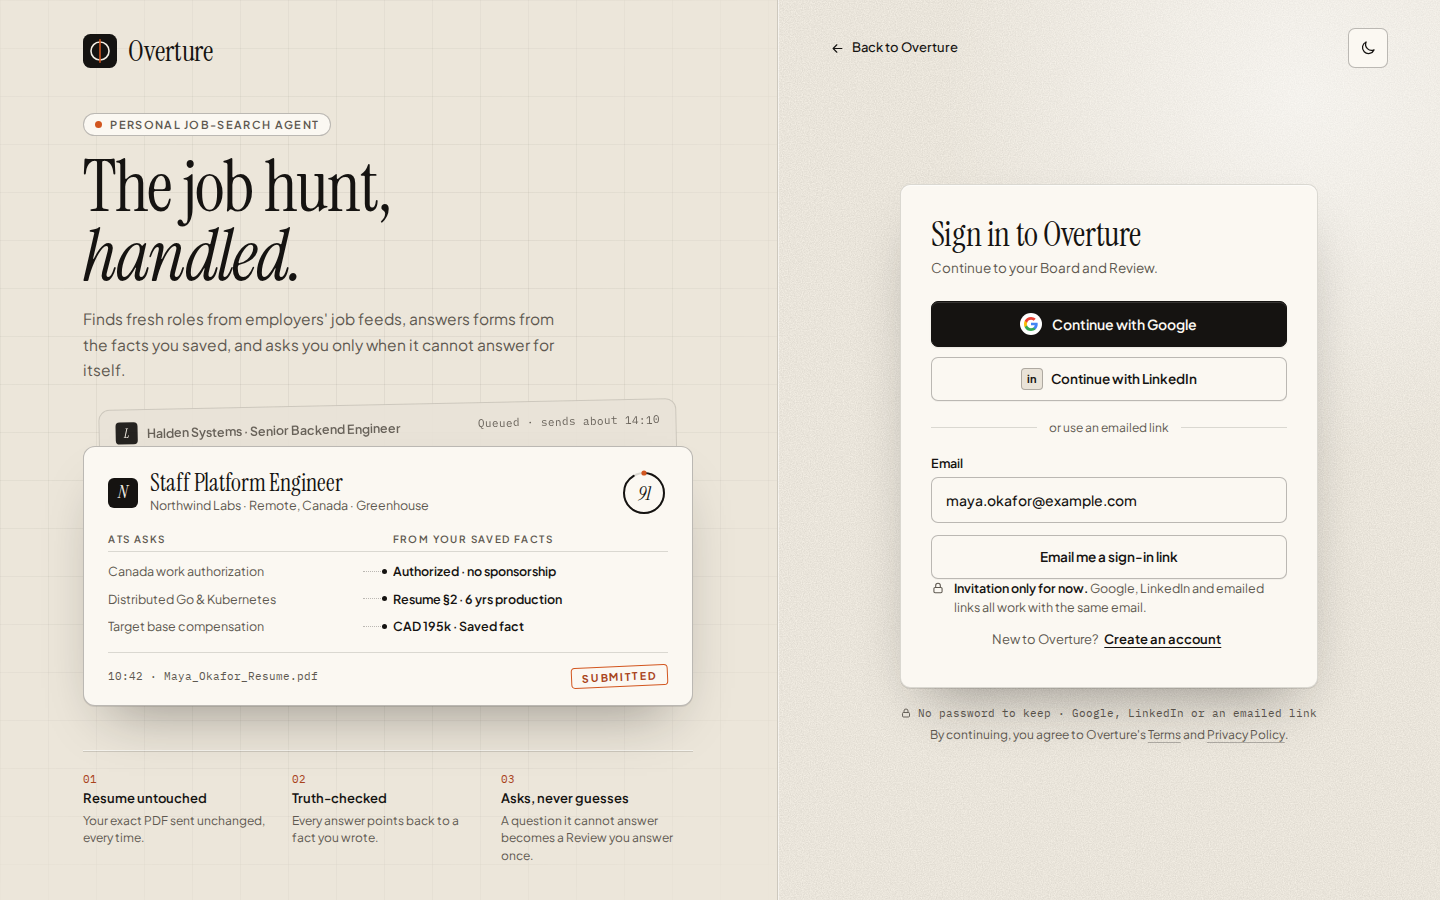 Overture
PERSONAL JOB-SEARCH AGENT
The job hunt,
handled.
Finds fresh roles from employers' job feeds, answers forms from
the facts you saved, and asks you only when it cannot answer for
itself.
L Halden Systems · Senior Backend Engineer Queued · sends about 14:10
N Staff Platform Engineer 91
Northwind Labs · Remote, Canada · Greenhouse
ATS ASKS FROM YOUR SAVED FACTS
Canada work authorization Authorized · no sponsorship
Distributed Go & Kubernetes Resume §2 · 6 yrs production
Target base compensation CAD 195k · Saved fact
10:42 · Maya_Okafor_Resume.pdf SUBMITTED
01
Resume untouched
Your exact PDF sent unchanged,
every time.
02
Truth-checked
Every answer points back to a
fact you wrote.
03
Asks, never guesses
A question it cannot answer
becomes a Review you answer
once.
← Back to Overture
Sign in to Overture
Continue to your Board and Review.
G Continue with Google
in Continue with LinkedIn
or use an emailed link
Email
maya.okafor@example.com
Email me a sign-in link
Invitation only for now. Google, LinkedIn and emailed
links all work with the same email.
New to Overture? Create an account
No password to keep · Google, LinkedIn or an emailed link
By continuing, you agree to Overture's Terms and Privacy Policy.